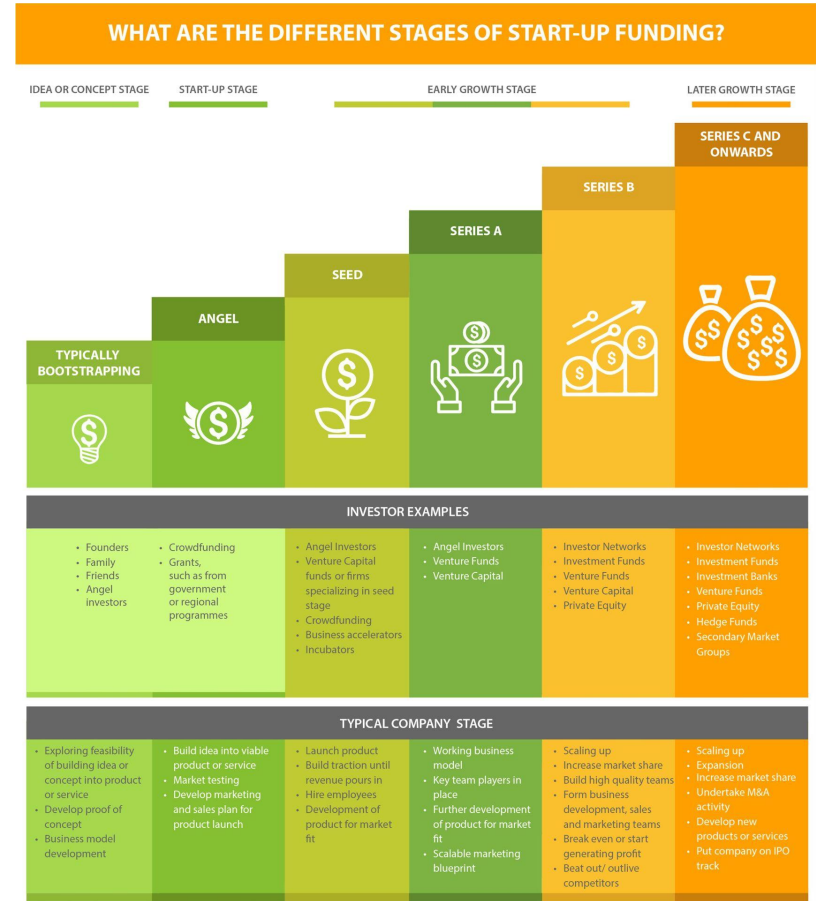 WHAT ARE THE DIFFERENT STAGES OF START-UP FUNDING?
IDEA OR CONCEPT STAGE
START-UP STAGE
EARLY GROWTH STAGE
LATER GROWTH STAGE
TYPICALLY
BOOTSTRAPPING
$
ANGEL
$
SEED
$
SERIES A
$
$
SERIES B
$
$
$
SERIES C AND
ONWARDS
$$
$$
$$$
$$
INVESTOR EXAMPLES
• Founders
• Family
• Friends
• Angel
investors
• Crowdfunding
• Grants,
such as from
government
or regional
programmes
• Angel Investors
• Venture Capital
funds or firms
specializing in seed
stage
• Crowdfunding
• Business accelerators
• Incubators
• Angel Investors
• Venture Funds
• Venture Capital
• Investor Networks
• Investment Funds
• Venture Funds
• Venture Capital
• Private Equity
• Investor Networks
• Investment Funds
• Investment Banks
• Venture Funds
• Private Equity
• Hedge Funds
• Secondary Market
Groups
TYPICAL COMPANY STAGE
• Exploring feasibility
of building idea or
concept into product
or service
• Develop proof of
concept
• Business model
development
• Build idea into viable
product or service
• Market testing
• Develop marketing
and sales plan for
product launch
• Launch product
• Build traction until
revenue pours in
• Hire employees
• Development of
product for market
fit
• Working business
model
• Key team players in
place
• Further development
of product for market
fit
• Scalable marketing
blueprint
• Scaling up
• Increase market share
• Build high quality teams
• Form business
development, sales
and marketing teams
• Break even or start
generating profit
• Beat out/ outlive
competitors
• Scaling up
• Expansion
• Increase market share
• Undertake M&A
activity
• Develop new
products or services
• Put company on IPO
track